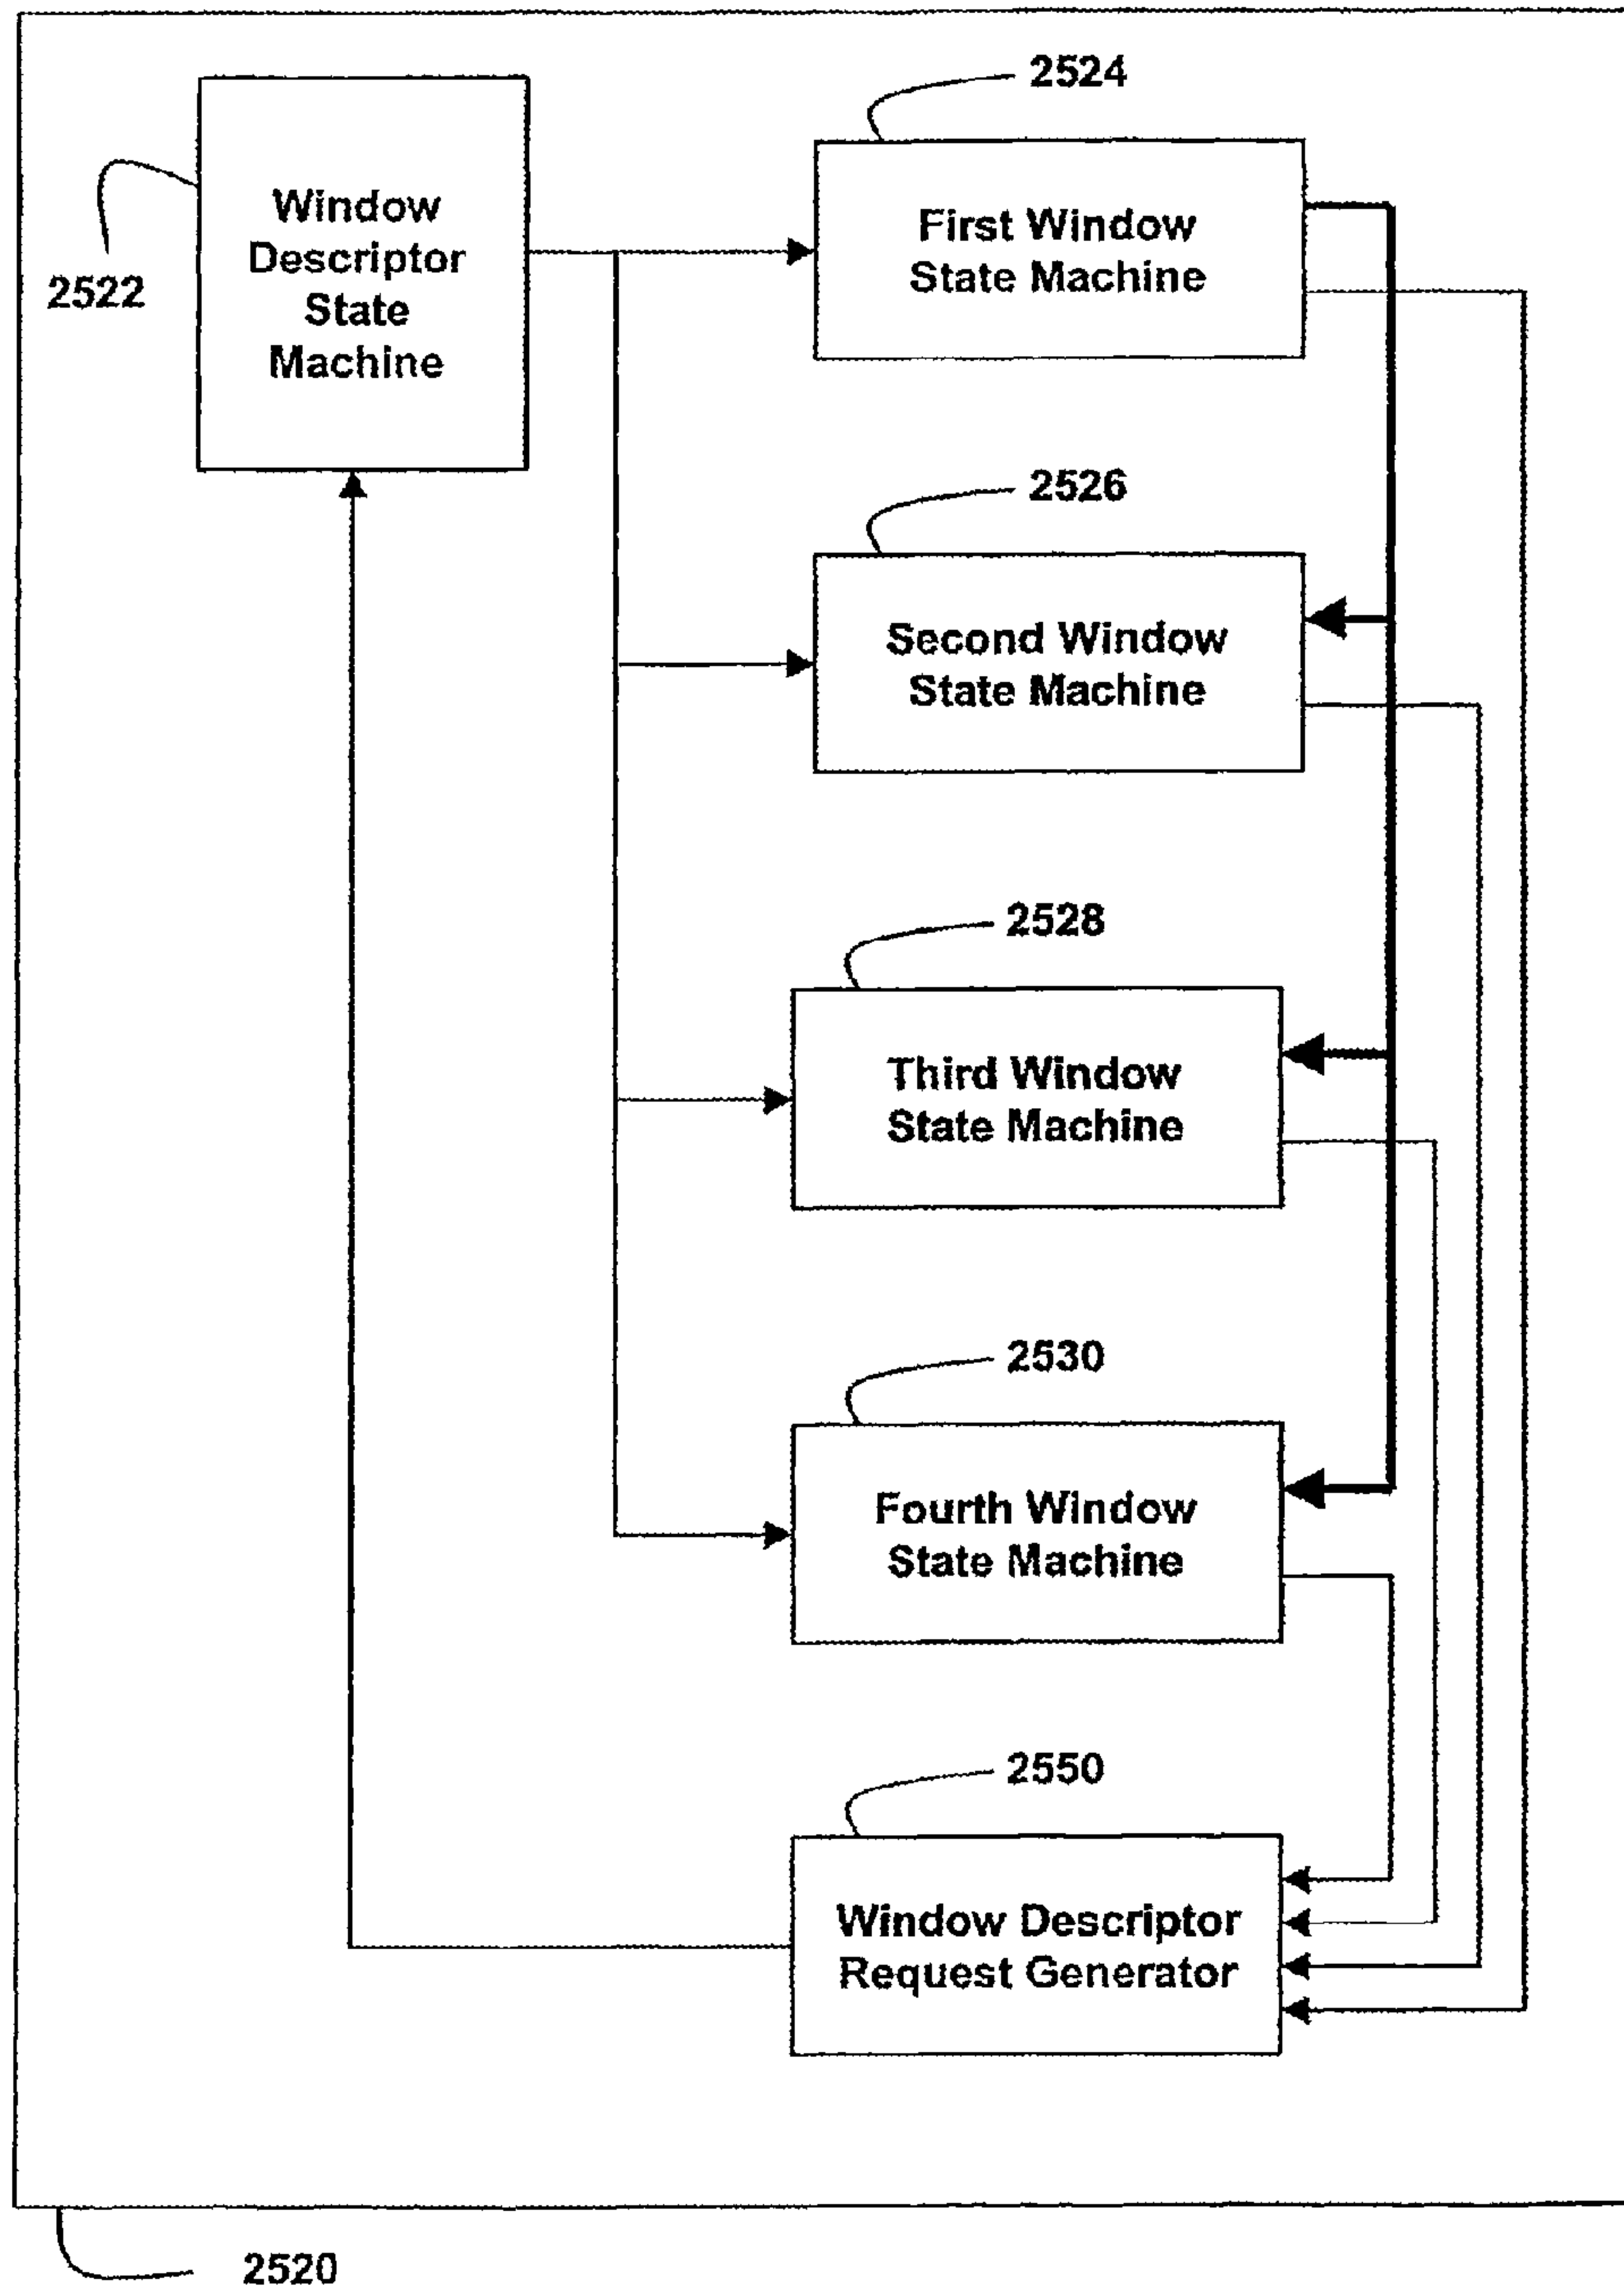 2524
Window
Descriptor
State
Machine
2522
First Window
State Machine
2526
Second Window
State Machine
2528
Third Window
State Machine
2530
Fourth Window
State Machine
2550
Window Descriptor
Request Generator
2520